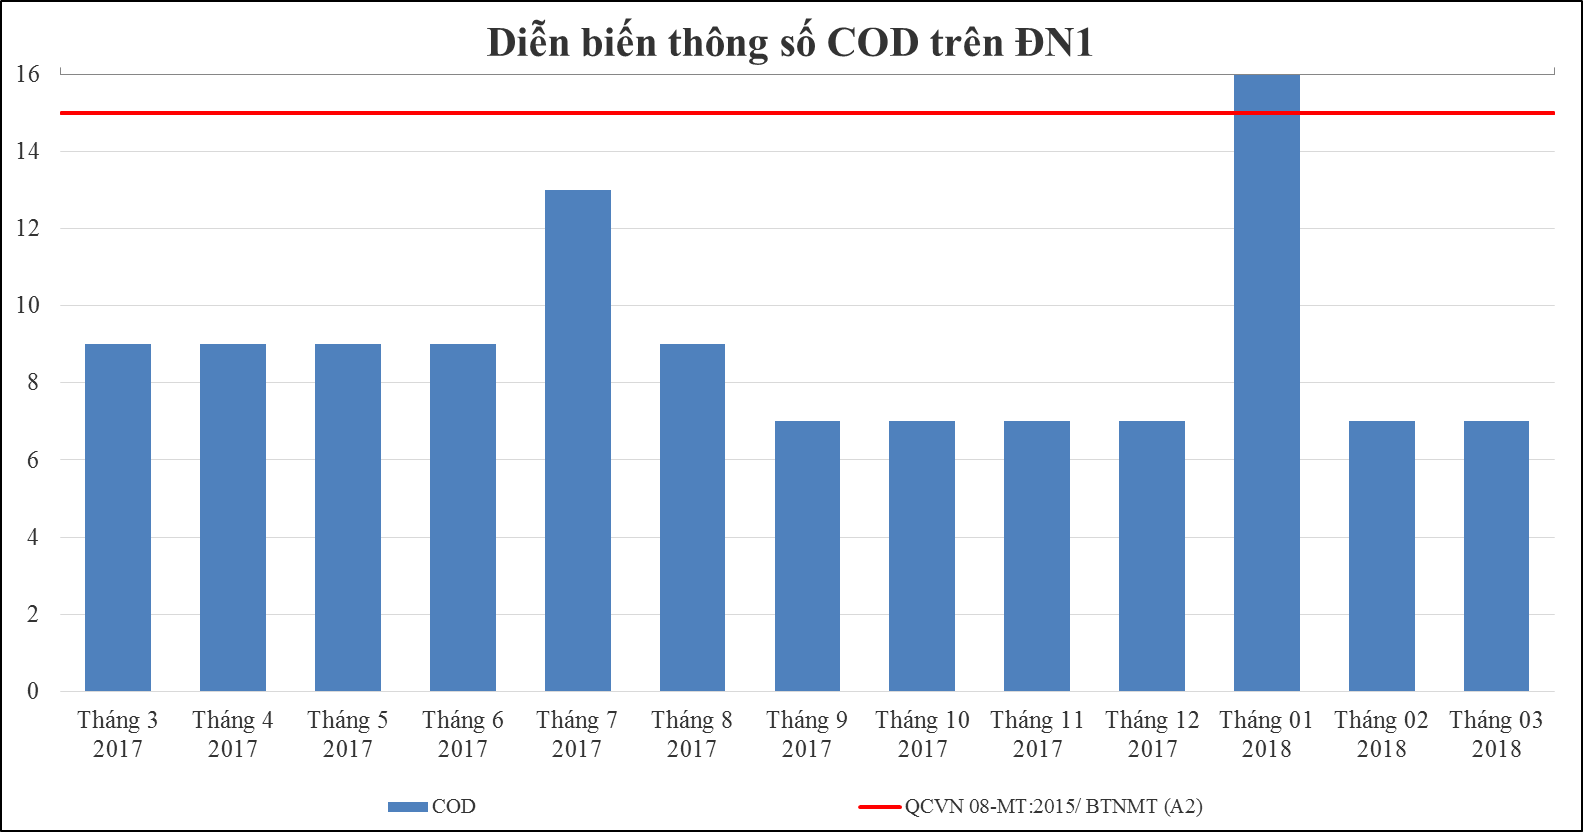 Diễn biến thông số COD trên ĐN1
16
14
12
10
8
6
4
2
0
Tháng 3
2017
Tháng 4
2017
Tháng 5
2017
Tháng 6
2017
Tháng 7
2017
Tháng 8
2017
Tháng 9
2017
Tháng 10
2017
Tháng 11
2017
Tháng 12
2017
Tháng 01
2018
Tháng 02
2018
Tháng 03
2018
COD
QCVN 08-MT:2015/ BTNMT (A2)